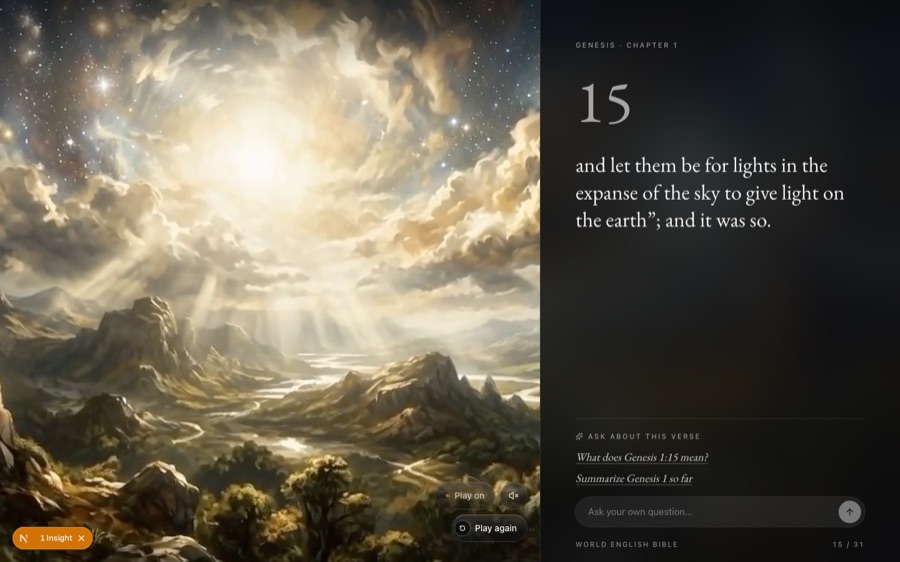 GENESIS · CHAPTER 1
15
and let them be for lights in the
expanse of the sky to give light on
the earth”; and it was so.
ASK ABOUT THIS VERSE
What does Genesis 1:15 mean?
Summarize Genesis 1 so far
Ask your own question...
WORLD ENGLISH BIBLE
15 / 31
Play on
Play again
N 1 Insight